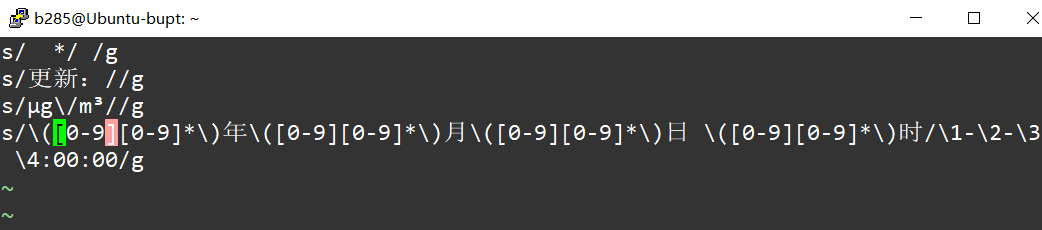 b285@Ubuntu-bupt: ~
s/  */ /g
s/更新：//g
s/μg\/m³//g
s/\([0-9][0-9]*\)年\([0-9][0-9]*\)月\([0-9][0-9]*\)日 \([0-9][0-9]*\)时/\1-\2-\3
 \4:00:00/g
~
~